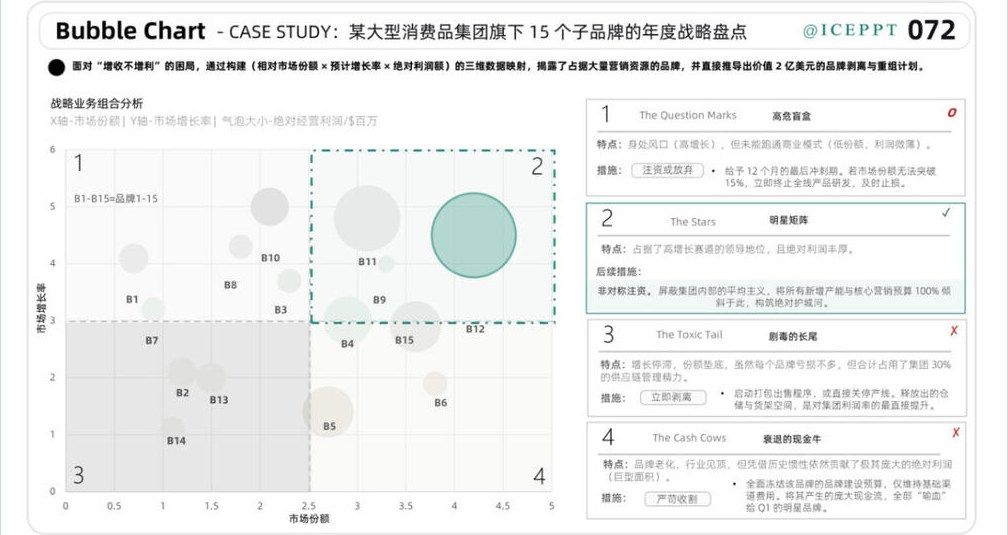 Bubble Chart - CASE STUDY：某大型消费品集团旗下 15 个子品牌的年度战略盘点
@ICEPPT 072
面对“增收不增利”的困局，通过构建（相对市场份额 × 预计增长率 × 绝对利润额）的三维数据映射，揭露了占据大量营销资源的品牌，并直接推导出价值 2 亿美元的品牌剥离与重组计划。
战略业务组合分析
X轴-市场份额| Y轴-市场增长率| 气泡大小-绝对经营利润/$百万
6
5
4
3
2
1
0
市场增长率
1
2
B1-B15=品牌1-15
B10
B11
B8
B1
B9
B3
B7
B12
B4
B15
B2
B13
B6
B5
B14
3
4
0 0.5 1 1.5 2 2.5 3 3.5 4 4.5 5
市场份额
1 The Question Marks 高危盲盒 o
特点：身处风口（高增长），但未能跑通商业模式（低份额，利润微薄）。
措施： 注资或放弃 • 给予 12 个月的最后冲刺期。若市场份额无法突破
15%，立即终止全线产品研发，及时止损。
2 The Stars 明星矩阵 ✓
特点：占据了高增长赛道的领导地位，且绝对利润丰厚。
后续措施：
非对称注资。屏蔽集团内部的平均主义，将所有新增产能与核心营销预算 100% 倾
斜于此，构筑绝对护城河。
3 The Toxic Tail 剧毒的长尾 ✗
特点：增长停滞，份额垫底，虽然每个品牌亏损不多，但合计占用了集团 30%
的供应链管理精力。
措施： 立即剥离 • 启动打包出售程序，或直接关停产线。释放出的仓
储与货架空间，是对集团利润率的最直接提升。
4 The Cash Cows 衰退的现金牛 ✗
特点：品牌老化，行业见顶，但凭借历史惯性依然贡献了极其庞大的绝对利润
（巨型面积）。
措施： 严苛收割 • 全面冻结该品牌的品牌建设预算，仅维持基础渠
道费用。将其产生的庞大现金流，全部“输血”
给 Q1 的明星品牌。